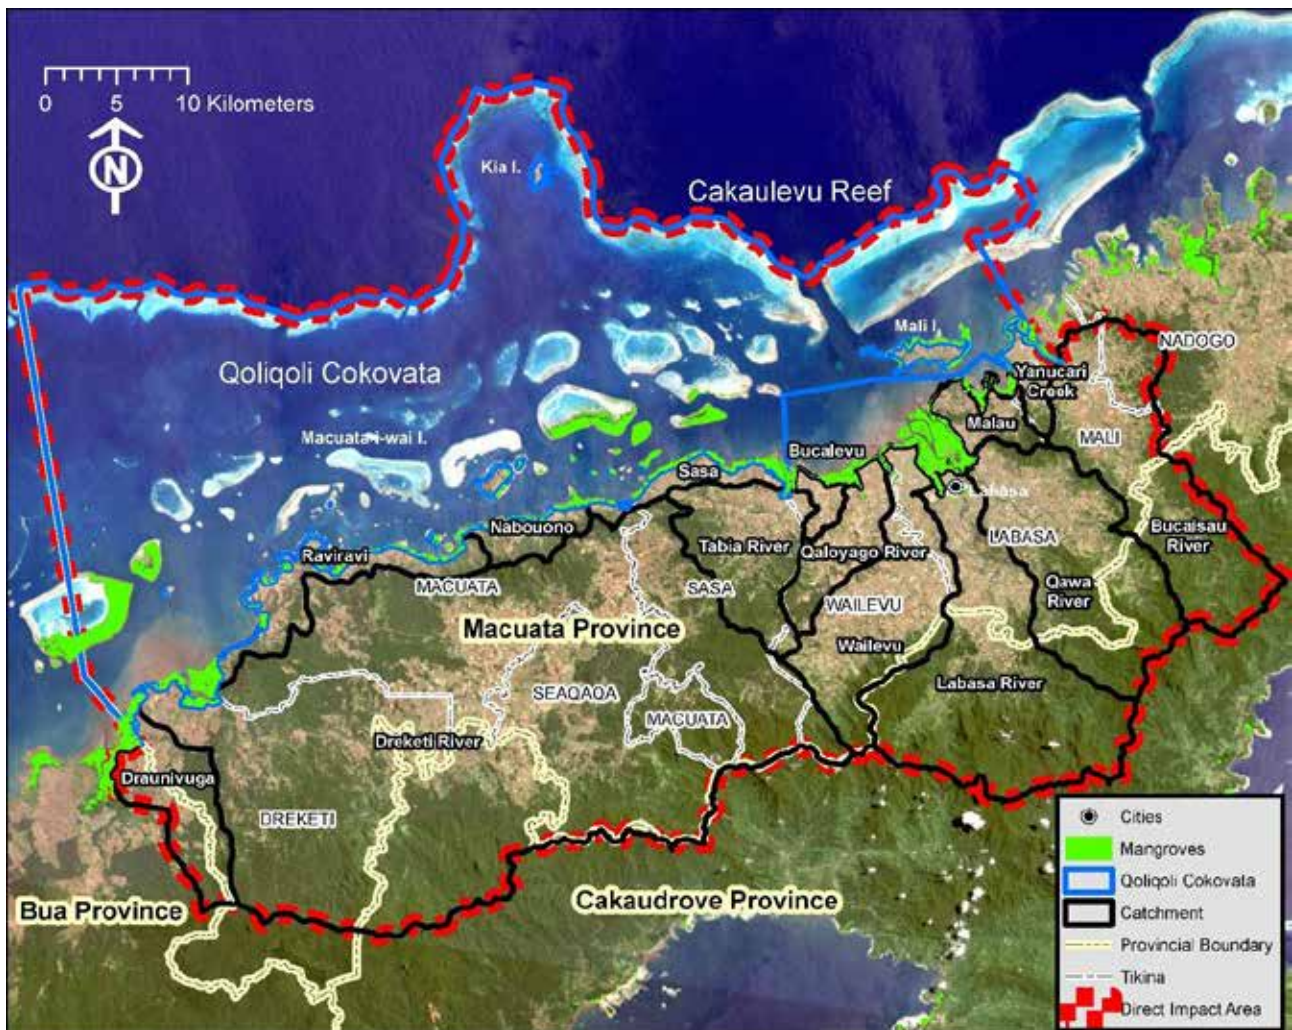 0 5 10 Kilometers
N
Kia I.
Cakaulevu Reef
Mali I.
NADOGO
Qoliqoli Cokovata
Yanucari
Creek
Malau
MALI
Macuata-i-wai I.
Bucalevu
Sasa
Labasa
Nabouono
Bucaisau
River
Raviravi
Tabia River
Qaloyago River
LABASA
MACUATA
SASA
Qawa
River
WAILEVU
Macuata Province
Wailevu
Labasa River
SEAQAQA
MACUATA
Dreketi River
Draunivuga
DREKETI
Bua Province
Cakaudrove Province
Cities
Mangroves
Qoliqoli Cokovata
Catchment
Provincial Boundary
Tikina
Direct Impact Area